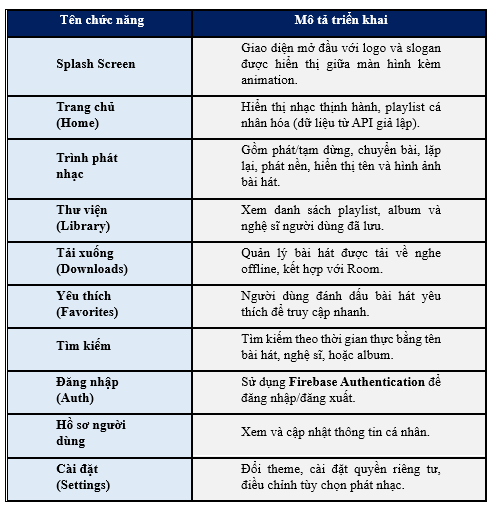 Tên chức năng
Mô tả triển khai
Splash Screen
Giao diện mở đầu với logo và slogan
được hiển thị giữa màn hình kèm
animation.
Trang chủ
(Home)
Hiển thị nhạc thịnh hành, playlist cá
nhân hóa (dữ liệu từ API giả lập).
Trình phát
nhạc
Gồm phát/tạm dừng, chuyển bài, lặp
lại, phát nền, hiển thị tên và hình ảnh
bài hát.
Thư viện
(Library)
Xem danh sách playlist, album và
nghệ sĩ người dùng đã lưu.
Tải xuống
(Downloads)
Quản lý bài hát được tải về nghe
offline, kết hợp với Room.
Yêu thích
(Favorites)
Người dùng đánh dấu bài hát yêu
thích để truy cập nhanh.
Tìm kiếm
Tìm kiếm theo thời gian thực bằng tên
bài hát, nghệ sĩ, hoặc album.
Đăng nhập
(Auth)
Sử dụng Firebase Authentication để
đăng nhập/đăng xuất.
Hồ sơ người
dùng
Xem và cập nhật thông tin cá nhân.
Cài đặt
(Settings)
Đổi theme, cài đặt quyền riêng tư,
điều chỉnh tùy chọn phát nhạc.